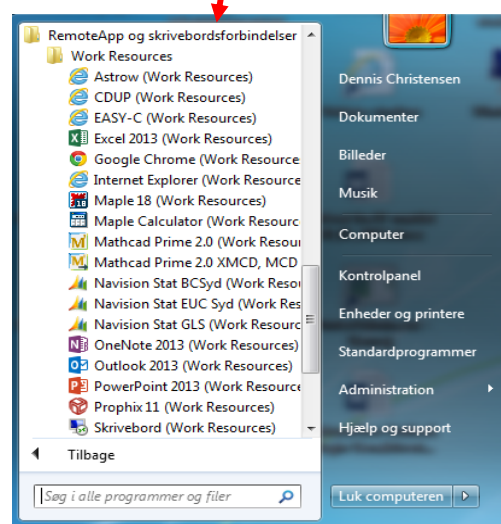 RemoteApp og skrivebordsforbindelser
Work Resources
Astrow (Work Resources)
CDUP (Work Resources)
EASY-C (Work Resources)
Excel 2013 (Work Resources)
Google Chrome (Work Resource
Internet Explorer (Work Resource
Maple 18 (Work Resources)
Maple Calculator (Work Resourc
Mathcad Prime 2.0 (Work Resour
Mathcad Prime 2.0 XMCD, MCD
Navision Stat BCSyd (Work Resou
Navision Stat EUC Syd (Work Res
Navision Stat GLS (Work Resourc
OneNote 2013 (Work Resources)
Outlook 2013 (Work Resources)
PowerPoint 2013 (Work Resource
Prophix 11 (Work Resources)
Skrivebord (Work Resources)
Tilbage
Søg i alle programmer og filer
Dennis Christensen
Dokumenter
Billeder
Musik
Computer
Kontrolpanel
Enheder og printere
Standardprogrammer
Administration
Hjælp og support
Luk computeren